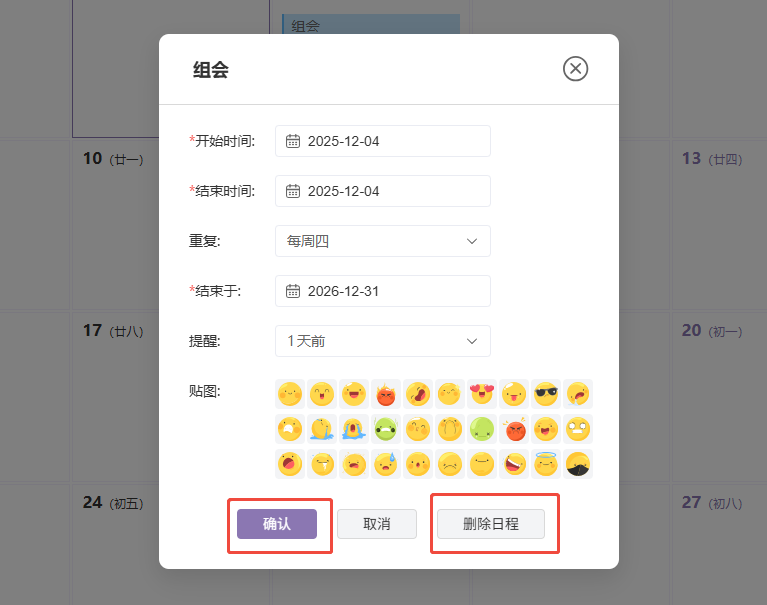 组会
组会
*开始时间: 2025-12-04
10 (廿一)
13 (廿四)
*结束时间: 2025-12-04
重复: 每周四
*结束于: 2026-12-31
17 (廿八)
20 (初一)
提醒: 1天前
贴图:
24 (初五)
27 (初八)
确认 取消 删除日程